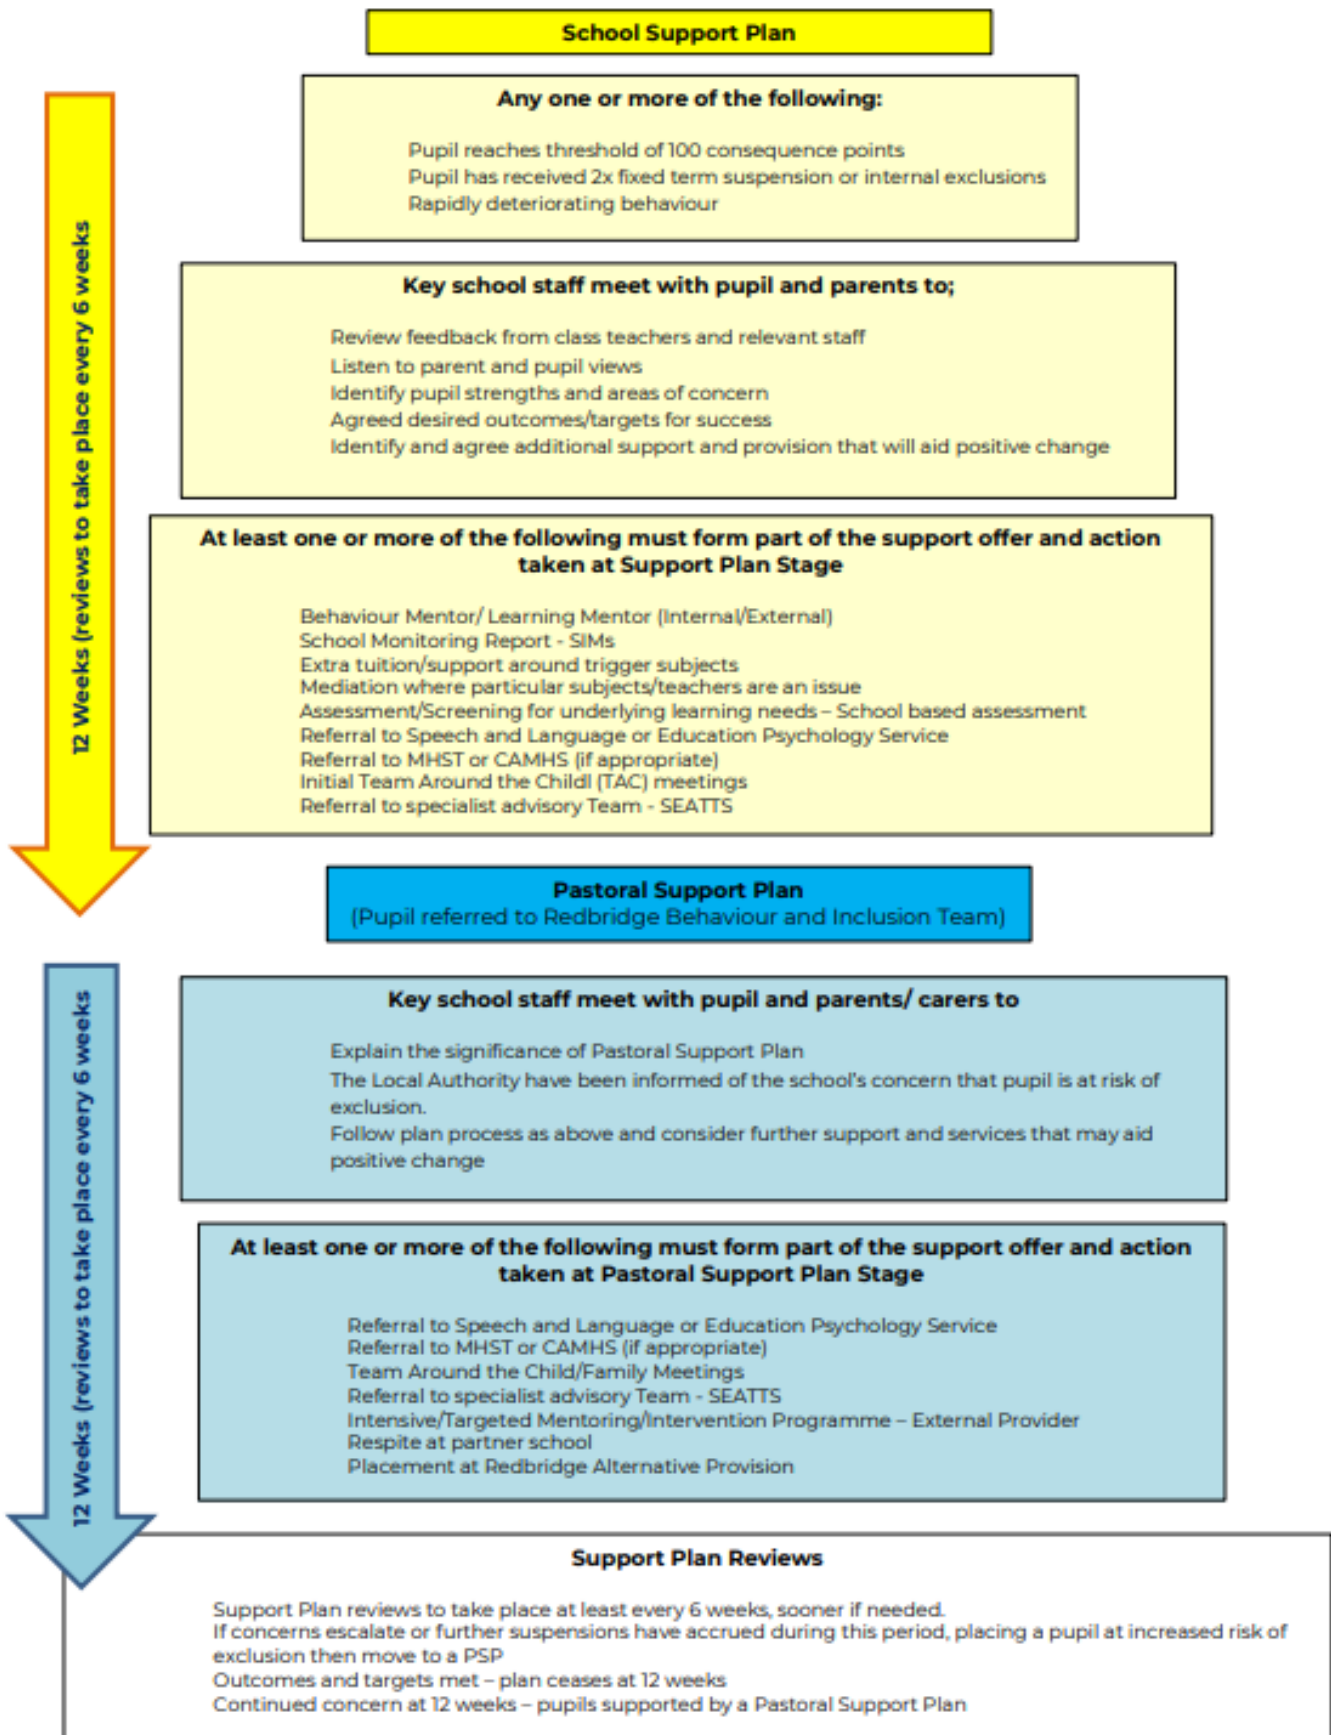 School Support Plan
Any one or more of the following:
Pupil reaches threshold of 100 consequence points
Pupil has received 2x fixed term suspension or internal exclusions
Rapidly deteriorating behaviour
12 Weeks (reviews to take place every 6 weeks
Key school staff meet with pupil and parents to;
Review feedback from class teachers and relevant staff
Listen to parent and pupil views
Identify pupil strengths and areas of concern
Agreed desired outcomes/targets for success
Identify and agree additional support and provision that will aid positive change
At least one or more of the following must form part of the support offer and action
taken at Support Plan Stage
Behaviour Mentor/ Learning Mentor (Internal/External)
School Monitoring Report - SIMs
Extra tuition/support around trigger subjects
Mediation where particular subjects/teachers are an issue
Assessment/Screening for underlying learning needs – School based assessment
Referral to Speech and Language or Education Psychology Service
Referral to MHST or CAMHS (if appropriate)
Initial Team Around the Childl (TAC) meetings
Referral to specialist advisory Team - SEATTS
Pastoral Support Plan
(Pupil referred to Redbridge Behaviour and Inclusion Team)
12 Weeks (reviews to take place every 6 weeks
Key school staff meet with pupil and parents/ carers to
Explain the significance of Pastoral Support Plan
The Local Authority have been informed of the school's concern that pupil is at risk of
exclusion.
Follow plan process as above and consider further support and services that may aid
positive change
At least one or more of the following must form part of the support offer and action
taken at Pastoral Support Plan Stage
Referral to Speech and Language or Education Psychology Service
Referral to MHST or CAMHS (if appropriate)
Team Around the Child/Family Meetings
Referral to specialist advisory Team - SEATTS
Intensive/Targeted Mentoring/Intervention Programme – External Provider
Respite at partner school
Placement at Redbridge Alternative Provision
Support Plan Reviews
Support Plan reviews to take place at least every 6 weeks, sooner if needed.
If concerns escalate or further suspensions have accrued during this period, placing a pupil at increased risk of
exclusion then move to a PSP
Outcomes and targets met – plan ceases at 12 weeks
Continued concern at 12 weeks – pupils supported by a Pastoral Support Plan